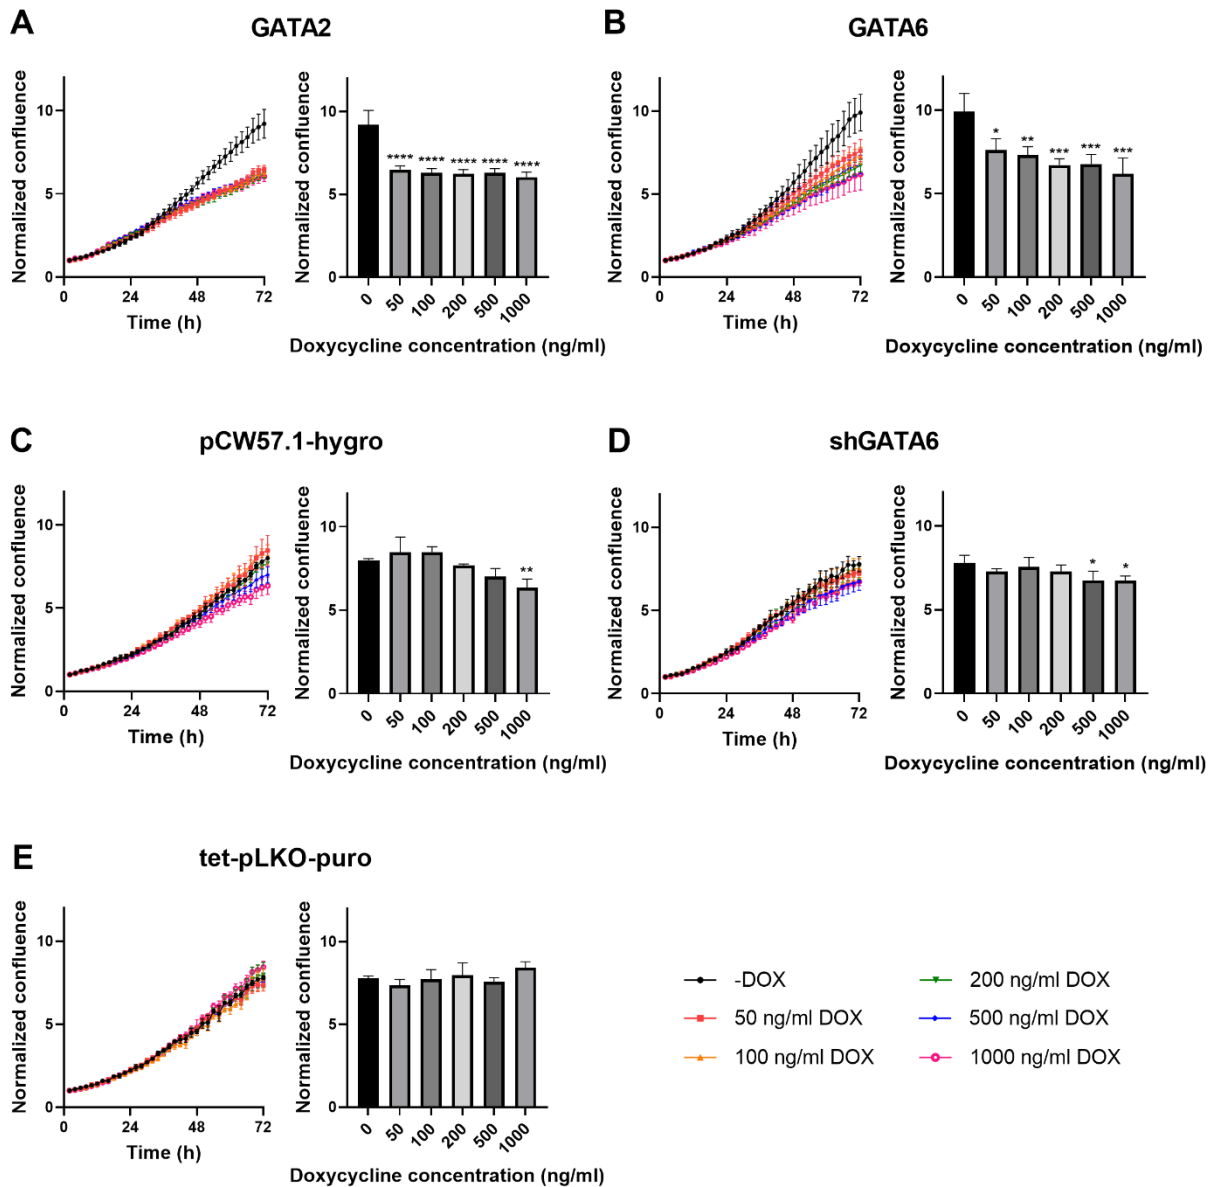 A
GATA2
Normalized confluence
10
5
0
0
24
48
72
Time (h)
Normalized confluence
10
5
0
**** **** **** **** ****
0
50
100
200
500
1000
Doxycycline concentration (ng/ml)
B
GATA6
Normalized confluence
10
5
0
0
24
48
72
Time (h)
Normalized confluence
10
5
0
* ** *** *** ***
0
50
100
200
500
1000
Doxycycline concentration (ng/ml)
C
pCW57.1-hygro
Normalized confluence
10
5
0
0
24
48
72
Time (h)
Normalized confluence
10
5
0
**
0
50
100
200
500
1000
Doxycycline concentration (ng/ml)
D
shGATA6
Normalized confluence
10
5
0
0
24
48
72
Time (h)
Normalized confluence
10
5
0
* *
0
50
100
200
500
1000
Doxycycline concentration (ng/ml)
E
tet-pLKO-puro
Normalized confluence
10
5
0
0
24
48
72
Time (h)
Normalized confluence
10
5
0
0
50
100
200
500
1000
Doxycycline concentration (ng/ml)
-DOX
50 ng/ml DOX
100 ng/ml DOX
200 ng/ml DOX
500 ng/ml DOX
1000 ng/ml DOX